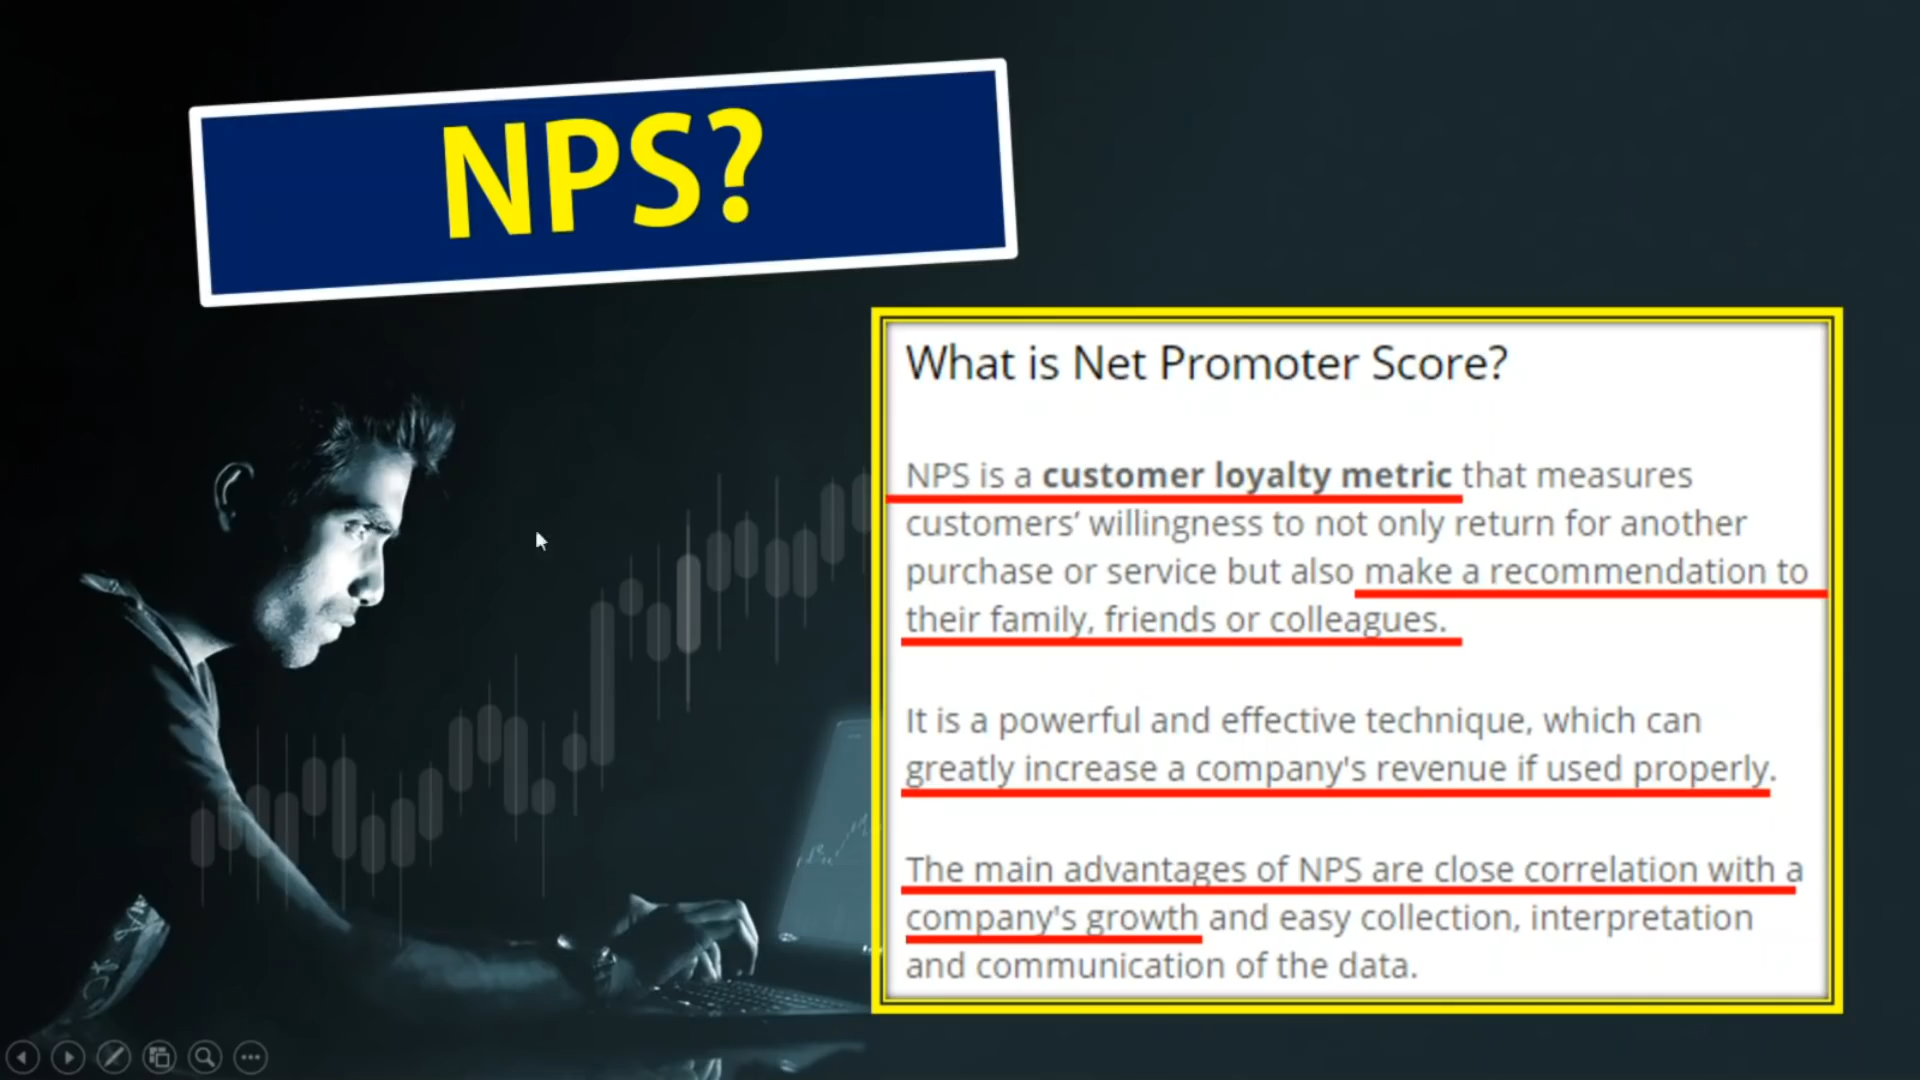 NPS?
What is Net Promoter Score?
NPS is a customer loyalty metric that measures
customers’ willingness to not only return for another
purchase or service but also make a recommendation to
their family, friends or colleagues.
It is a powerful and effective technique, which can
greatly increase a company's revenue if used properly.
The main advantages of NPS are close correlation with a
company's growth and easy collection, interpretation
and communication of the data.